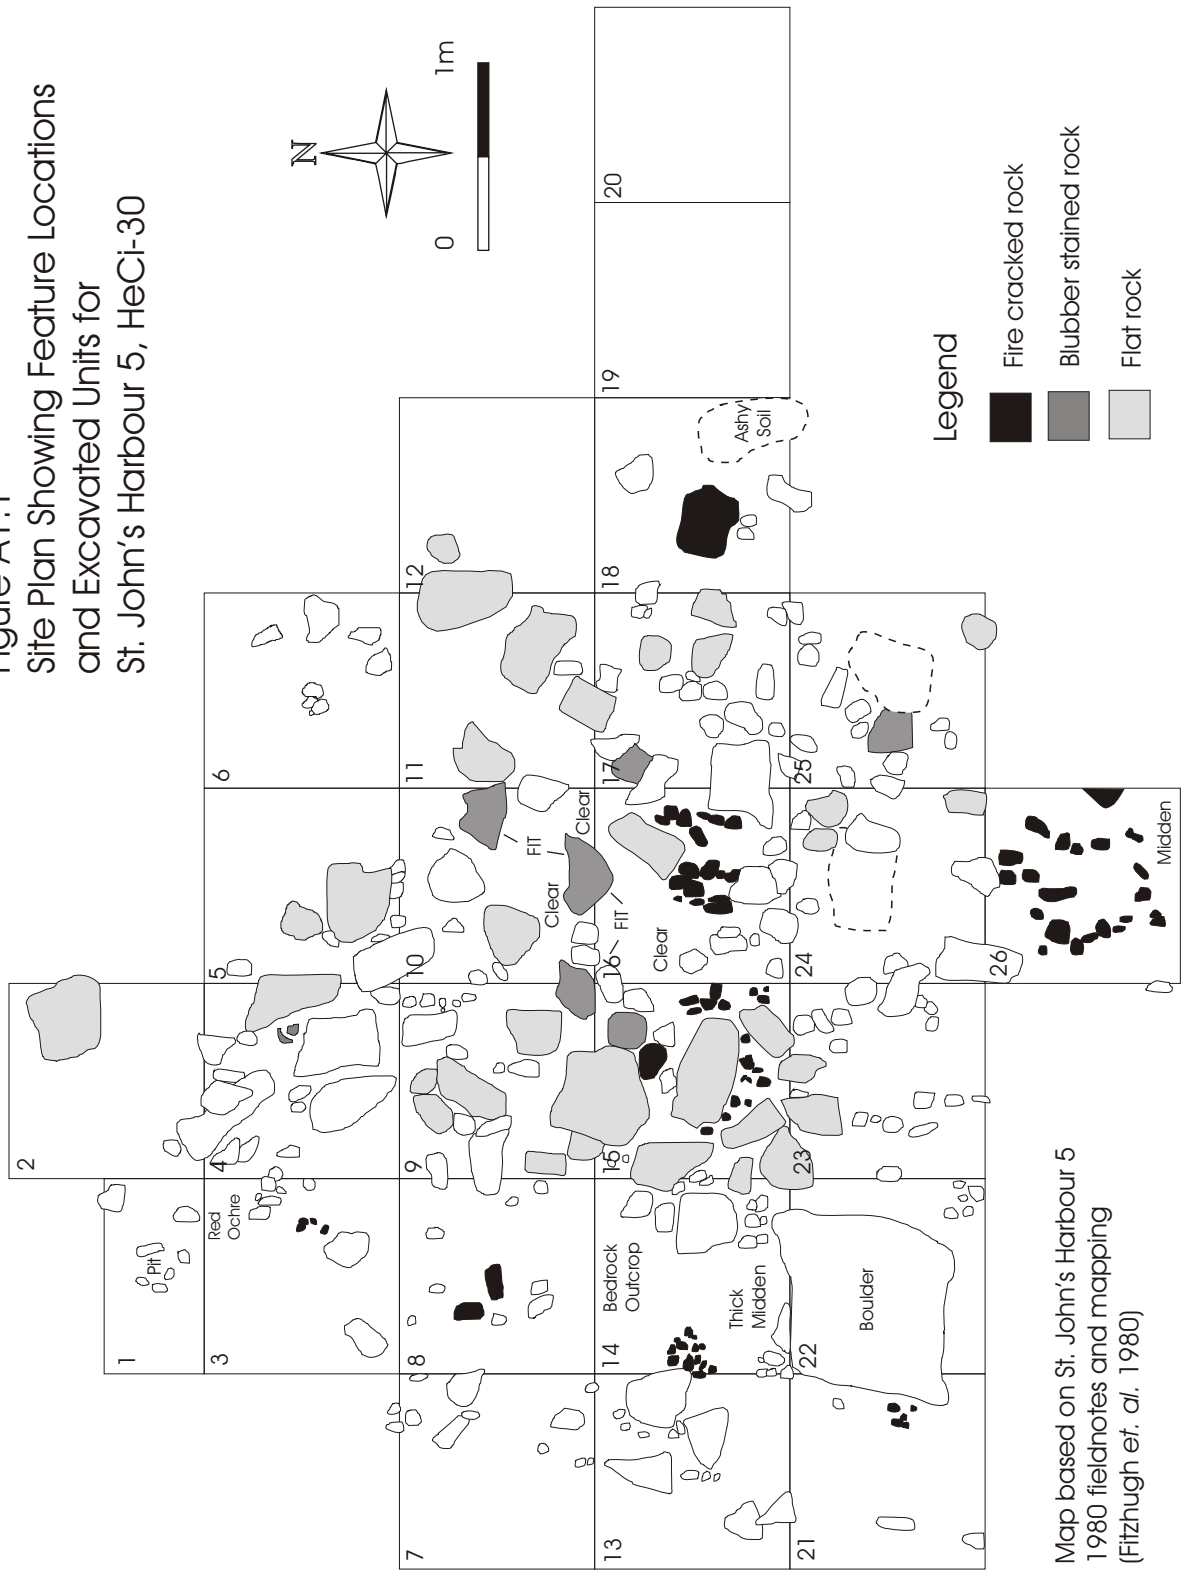 Figure A1.1
Site Plan Showing Feature Locations
and Excavated Units for
St. John's Harbour 5, HeCi-30
N
0 1m
1
2
3
4
5
6
7
8
9
10
11
12
13
14
15
16
17
18
19
20
21
22
23
24
25
26
Pit
Red
Ochre
Bedrock
Outcrop
Thick
Midden
Boulder
Clear
Clear
Clear
FIT
FIT
Ashy
Soil
Midden
Legend
Fire cracked rock
Blubber stained rock
Flat rock
Map based on St. John's Harbour 5
1980 fieldnotes and mapping
(Fitzhugh et. al. 1980)